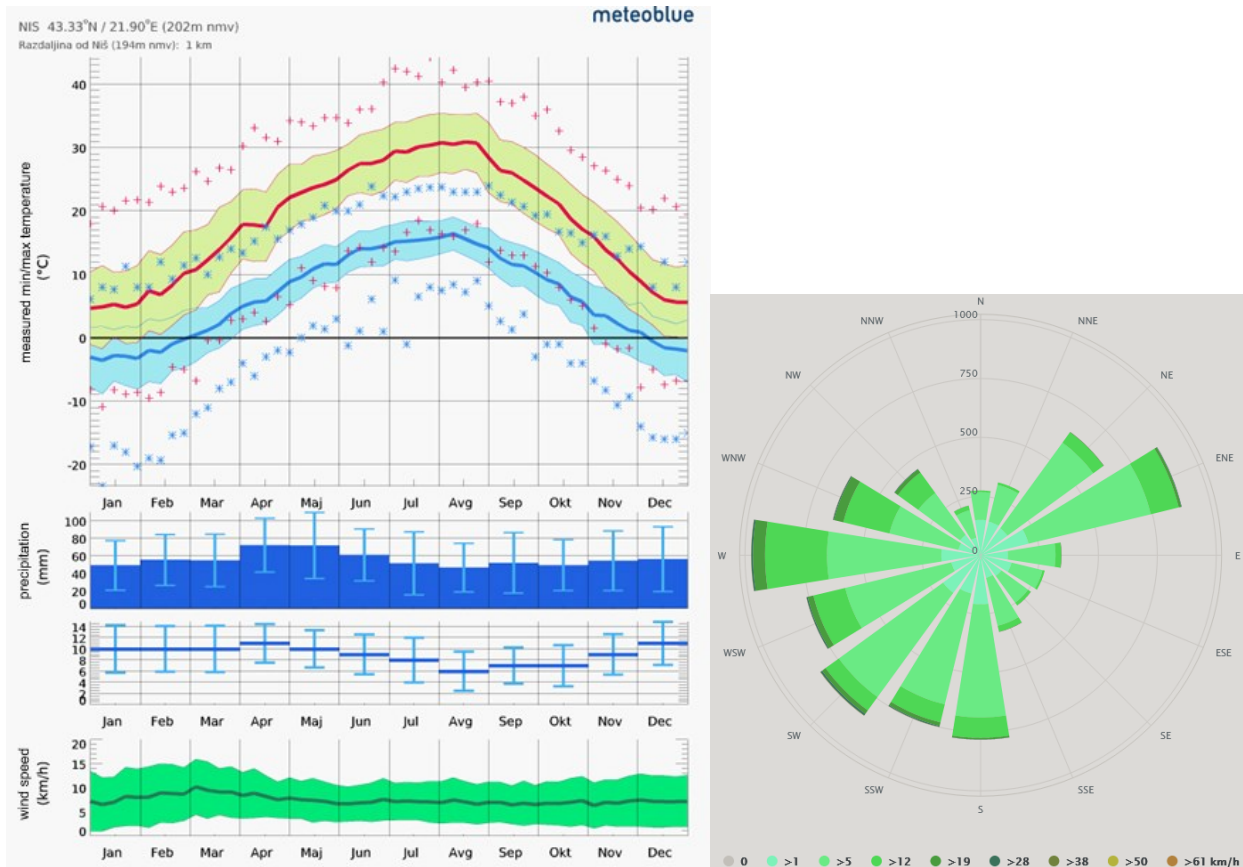 meteoblue
NIS 43.33°N / 21.90°E (202m nmv)
Razdaljina od Niš (194m nmv): 1 km
measured min/max temperature
(°C)
40
30
20
10
0
-10
-20
Jan Feb Mar Apr Maj Jun Jul Avg Sep Okt Nov Dec
precipitation
(mm)
100
80
60
40
20
0
14
12
10
8
6
4
2
0
Jan Feb Mar Apr Maj Jun Jul Avg Sep Okt Nov Dec
wind speed
(km/h)
20
15
10
5
0
Jan Feb Mar Apr Maj Jun Jul Avg Sep Okt Nov Dec
N
1000
NNW NNE
750
NW NE
500
WNW ENE
250
0
W E
WSW ESE
SW SE
SSW SSE
S
0 >1 >5 >12 >19 >28 >38 >50 >61 km/h